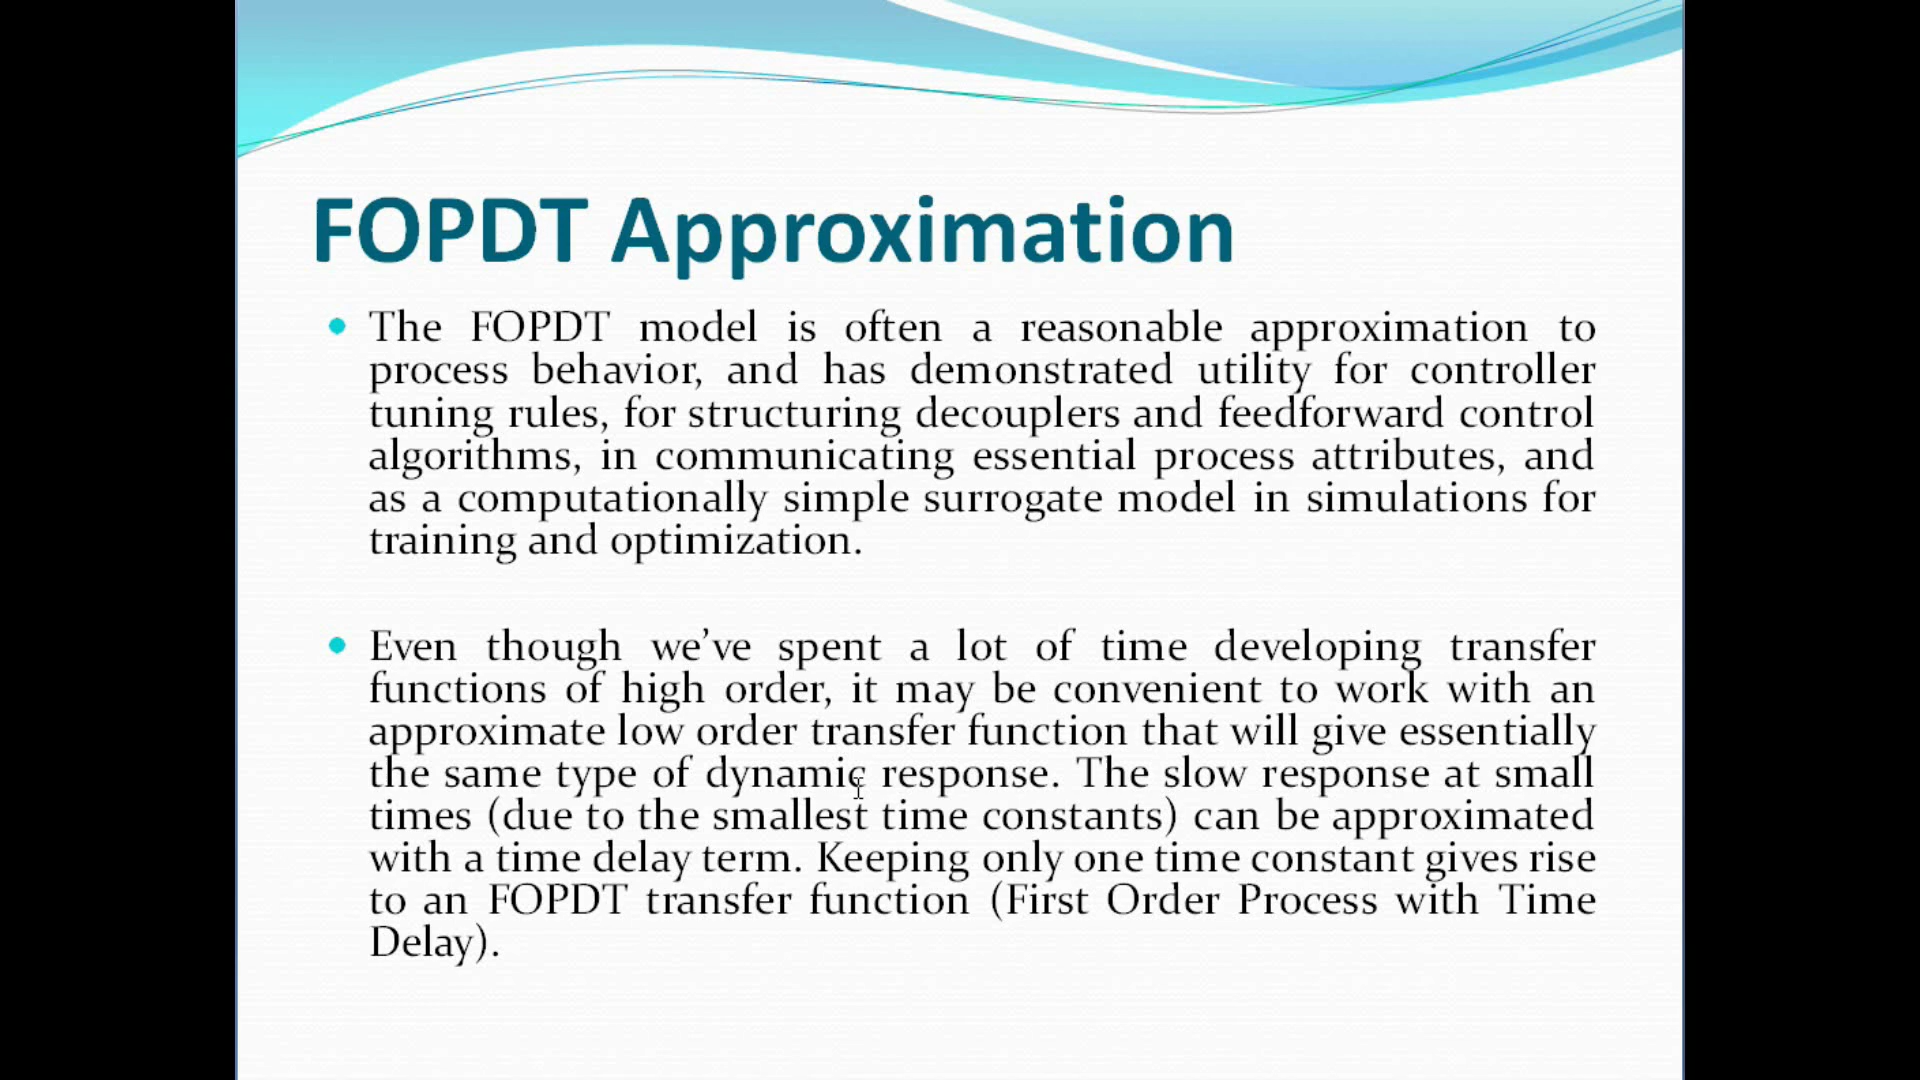 FOPDT Approximation
The FOPDT model is often a reasonable approximation to
process behavior, and has demonstrated utility for controller
tuning rules, for structuring decouplers and feedforward control
algorithms, in communicating essential process attributes, and
as a computationally simple surrogate model in simulations for
training and optimization.
Even though we’ve spent a lot of time developing transfer
functions of high order, it may be convenient to work with an
approximate low order transfer function that will give essentially
the same type of dynamic response. The slow response at small
times (due to the smallest time constants) can be approximated
with a time delay term. Keeping only one time constant gives rise
to an FOPDT transfer function (First Order Process with Time
Delay).